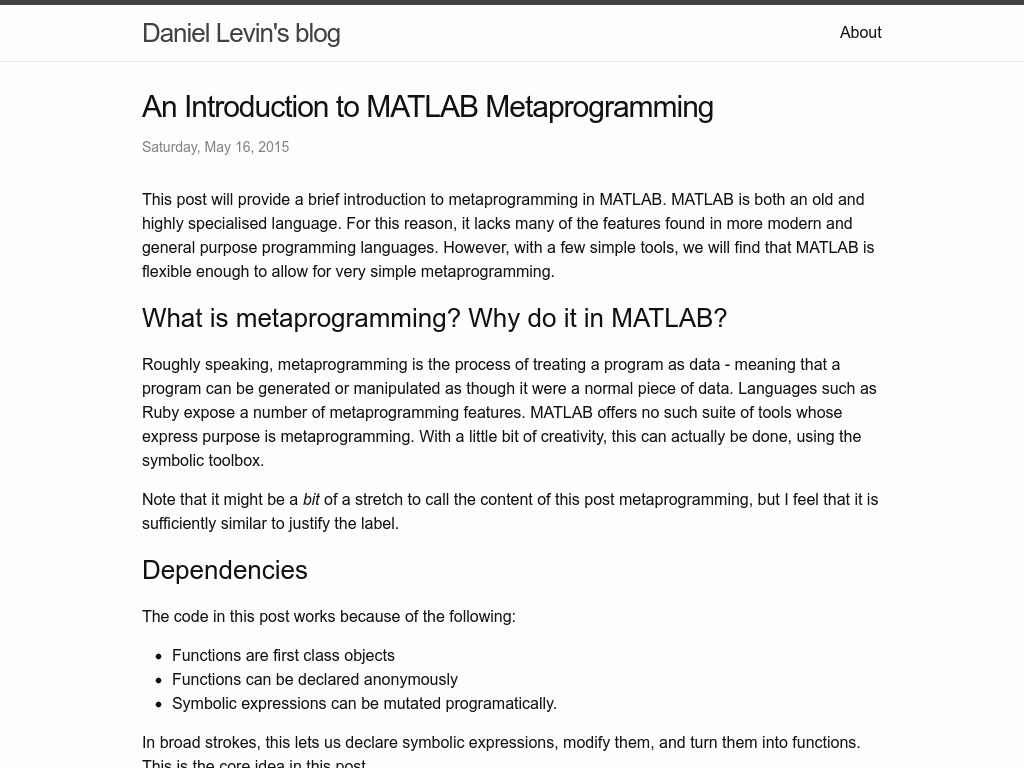 Daniel Levin's blog
About
An Introduction to MATLAB Metaprogramming
Saturday, May 16, 2015
This post will provide a brief introduction to metaprogramming in MATLAB. MATLAB is both an old and
highly specialised language. For this reason, it lacks many of the features found in more modern and
general purpose programming languages. However, with a few simple tools, we will find that MATLAB is
flexible enough to allow for very simple metaprogramming.
What is metaprogramming? Why do it in MATLAB?
Roughly speaking, metaprogramming is the process of treating a program as data - meaning that a
program can be generated or manipulated as though it were a normal piece of data. Languages such as
Ruby expose a number of metaprogramming features. MATLAB offers no such suite of tools whose
express purpose is metaprogramming. With a little bit of creativity, this can actually be done, using the
symbolic toolbox.
Note that it might be a bit of a stretch to call the content of this post metaprogramming, but I feel that it is
sufficiently similar to justify the label.
Dependencies
The code in this post works because of the following:
• Functions are first class objects
• Functions can be declared anonymously
• Symbolic expressions can be mutated programatically.
In broad strokes, this lets us declare symbolic expressions, modify them, and turn them into functions.
This is the core idea in this post.